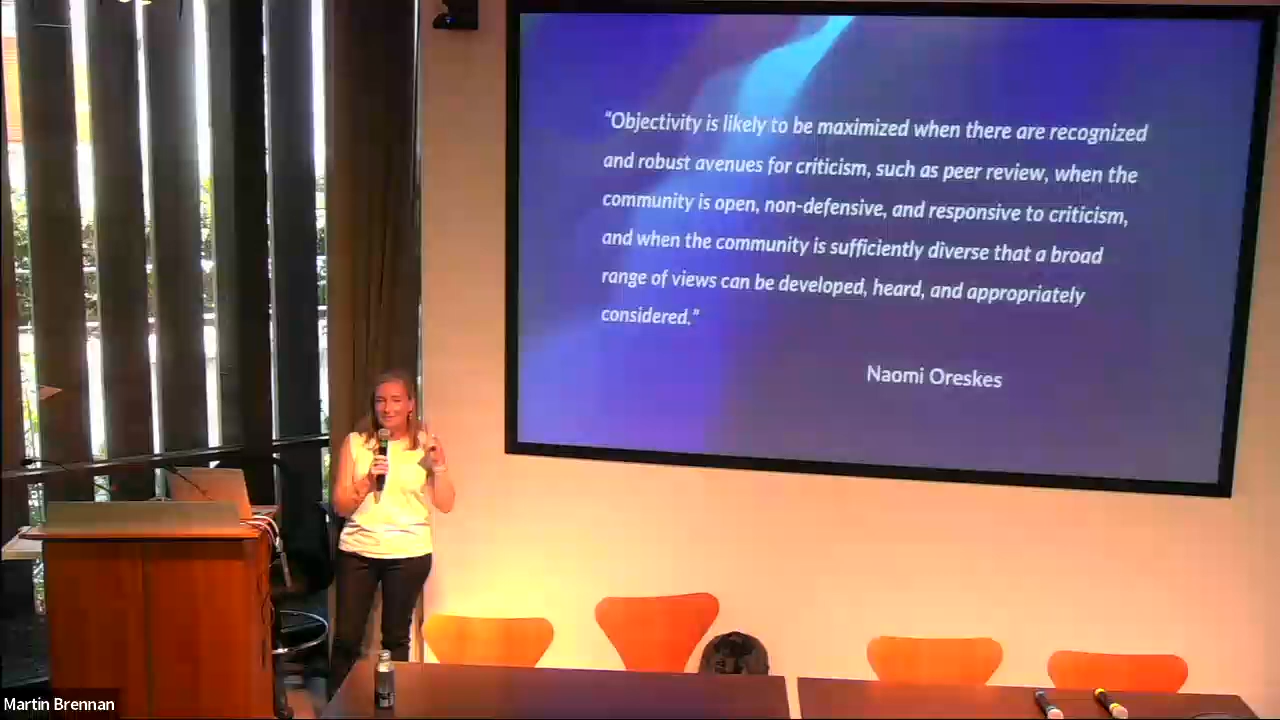 “Objectivity is likely to be maximized when there are recognized
and robust avenues for criticism, such as peer review, when the
community is open, non-defensive, and responsive to criticism,
and when the community is sufficiently diverse that a broad
range of views can be developed, heard, and appropriately
considered.”
Naomi Oreskes
Martin Brennan